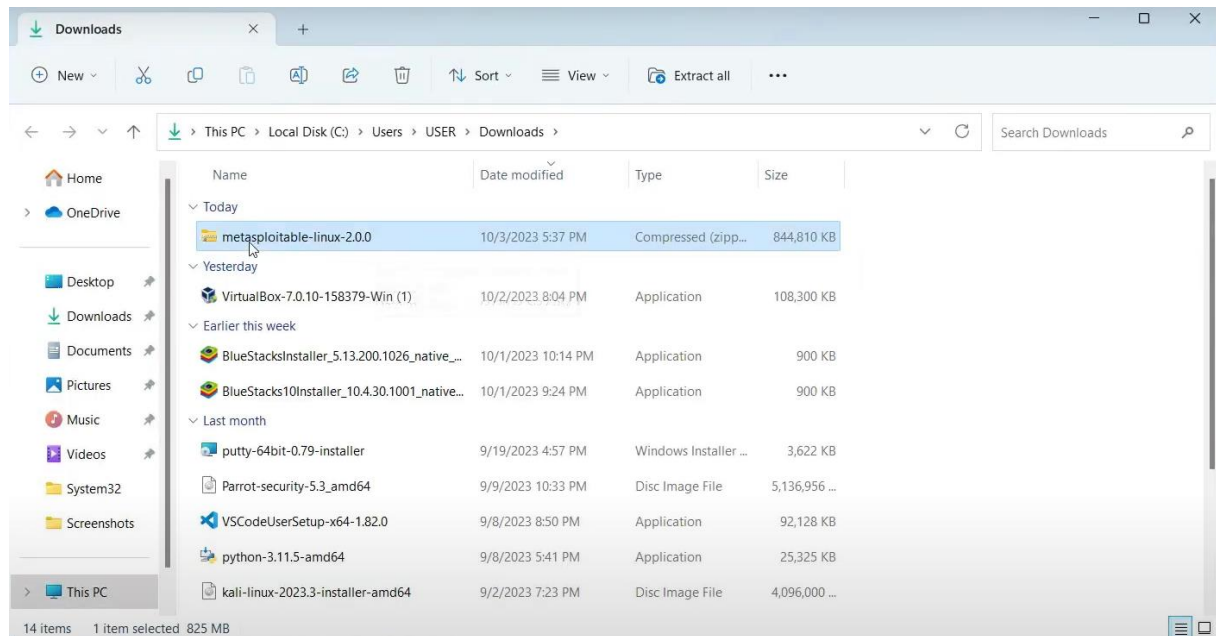 Downloads
New
Sort
View
Extract all
This PC > Local Disk (C:) > Users > USER > Downloads >
Search Downloads
Home
OneDrive
Desktop
Downloads
Documents
Pictures
Music
Videos
System32
Screenshots
This PC
Name Date modified Type Size
Today
metasploitable-linux-2.0.0 10/3/2023 5:37 PM Compressed (zipp... 844,810 KB
Yesterday
VirtualBox-7.0.10-158379-Win (1) 10/2/2023 8:04 PM Application 108,300 KB
Earlier this week
BlueStacksInstaller_5.13.200.1026_native_... 10/1/2023 10:14 PM Application 900 KB
BlueStacks10Installer_10.4.30.1001_native... 10/1/2023 9:24 PM Application 900 KB
Last month
putty-64bit-0.79-installer 9/19/2023 4:57 PM Windows Installer ... 3,622 KB
Parrot-security-5.3_amd64 9/9/2023 10:33 PM Disc Image File 5,136,956 ...
VSCodeUserSetup-x64-1.82.0 9/8/2023 8:50 PM Application 92,128 KB
python-3.11.5-amd64 9/8/2023 5:41 PM Application 25,325 KB
kali-linux-2023.3-installer-amd64 9/2/2023 7:23 PM Disc Image File 4,096,000 ...
14 items 1 item selected 825 MB